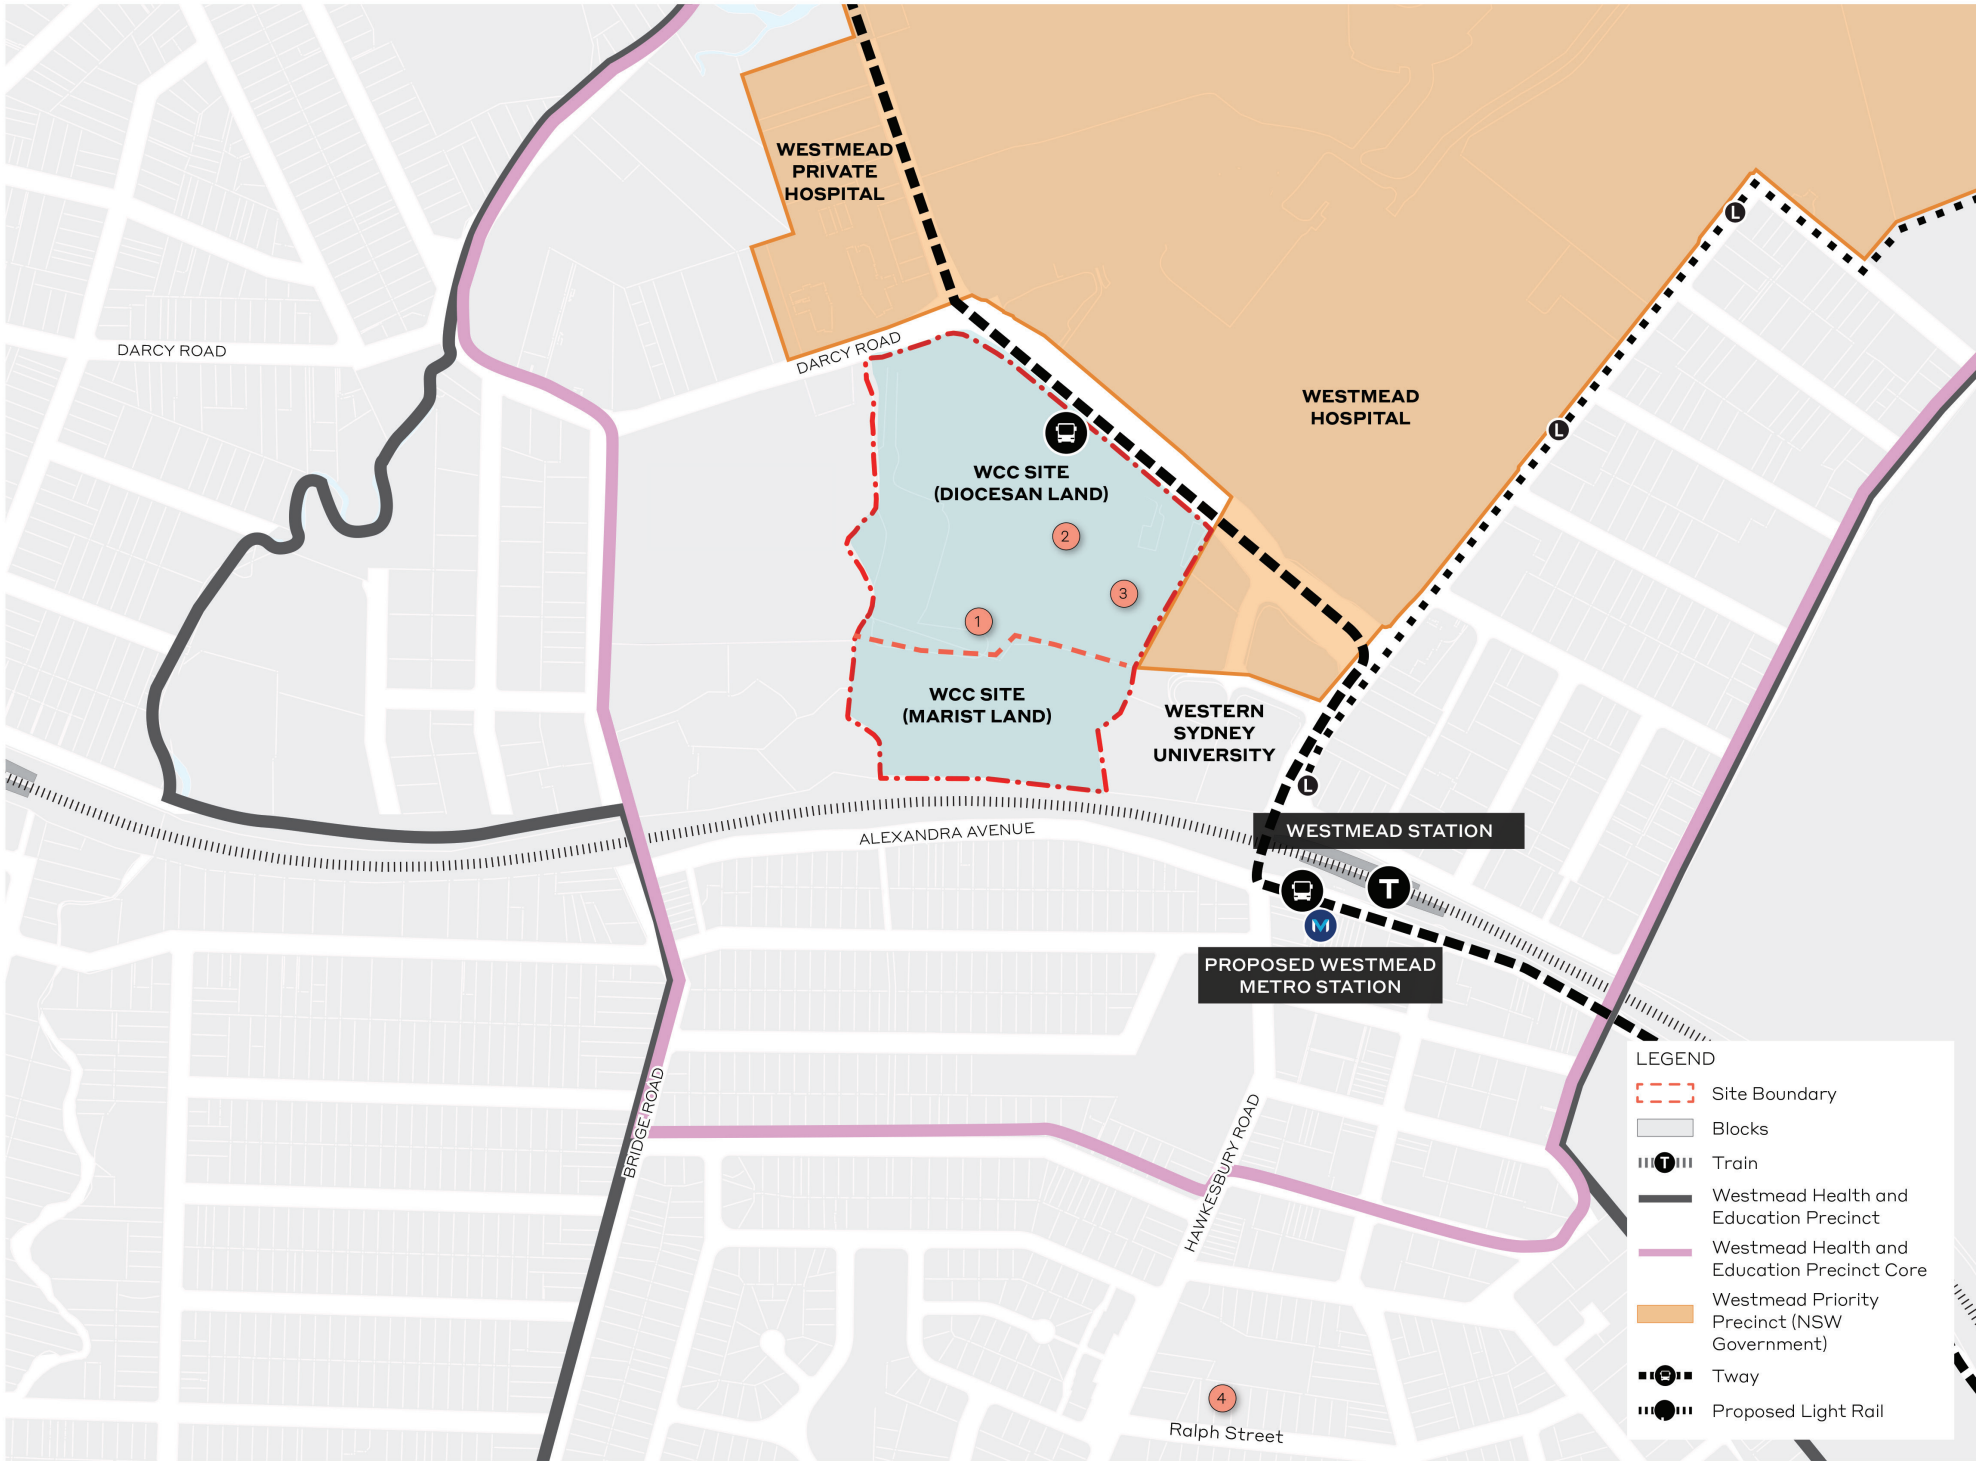 WESTMEAD
PRIVATE
HOSPITAL
L
DARCY ROAD
DARCY ROAD
WESTMEAD
HOSPITAL
L
WCC SITE
(DIOCESAN LAND)
2
3
1
WCC SITE
(MARIST LAND)
WESTERN
SYDNEY
UNIVERSITY
L
WESTMEAD STATION
ALEXANDRA AVENUE
T
M
PROPOSED WESTMEAD
METRO STATION
BRIDGE ROAD
HAWKESBURY ROAD
4
Ralph Street
LEGEND
Site Boundary
Blocks
T
Train
Westmead Health and
Education Precinct
Westmead Health and
Education Precinct Core
Westmead Priority
Precinct (NSW
Government)
Tway
Proposed Light Rail